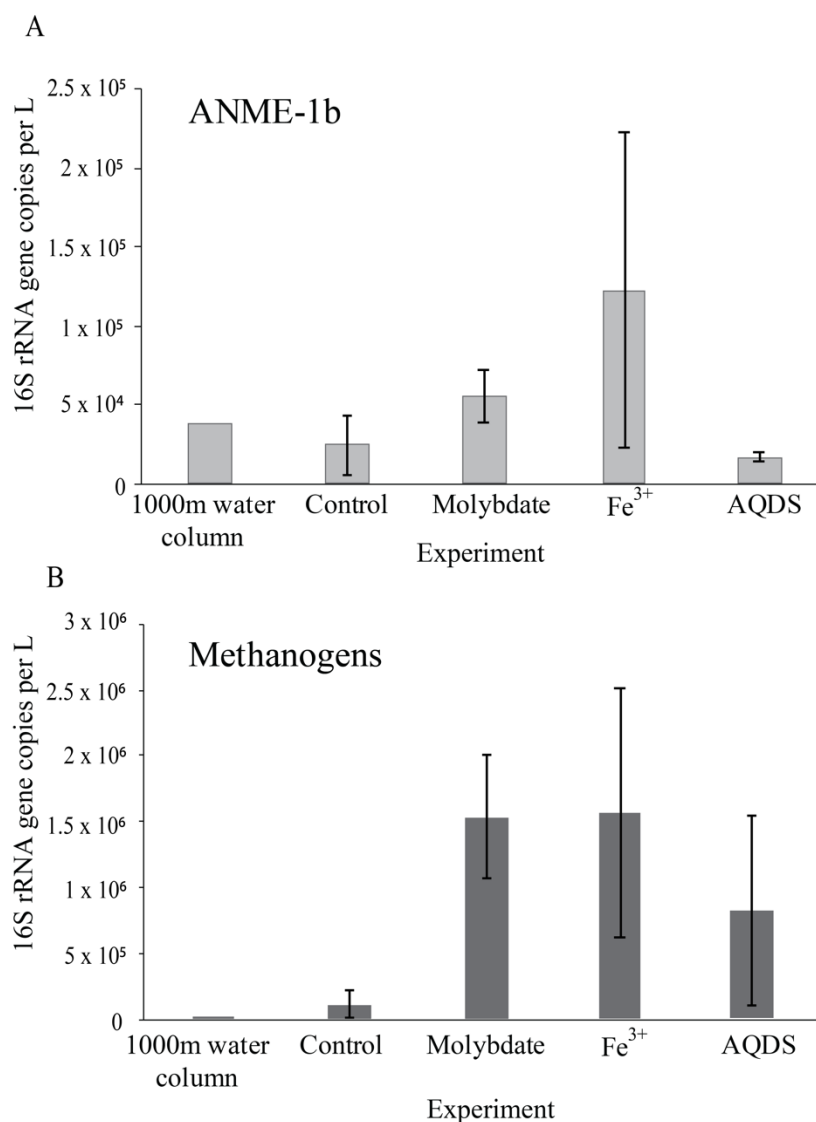 A
16S rRNA gene copies per L
ANME-1b
2.5 x 10⁵
2 x 10⁵
1.5 x 10⁵
1 x 10⁵
5 x 10⁴
0
1000m water column
Control
Molybdate
Fe³⁺
AQDS
Experiment
B
16S rRNA gene copies per L
Methanogens
3 x 10⁶
2.5 x 10⁶
2 x 10⁶
1.5 x 10⁶
1 x 10⁶
5 x 10⁵
0
1000m water column
Control
Molybdate
Fe³⁺
AQDS
Experiment